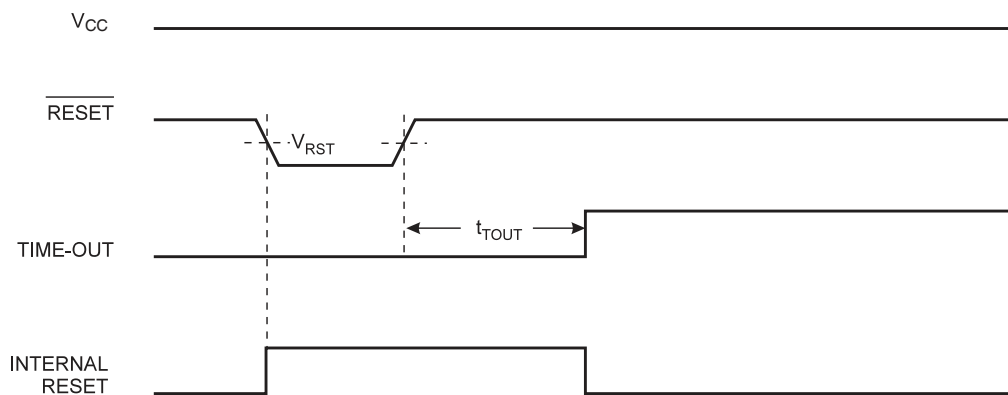 VCC
RESET
VRST
tTOUT
TIME-OUT
INTERNAL
RESET